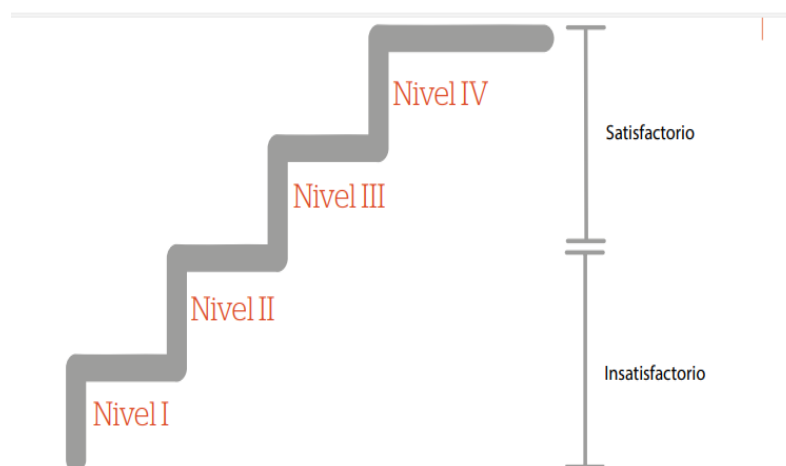 Nivel IV
Satisfactorio
Nivel III
Nivel II
Insatisfactorio
Nivel I